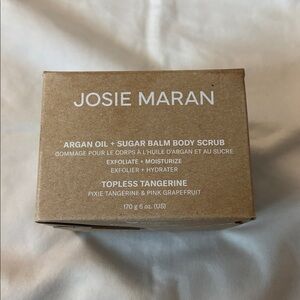 JOSIE MARAN
ARGAN OIL + SUGAR BALM BODY SCRUB
GOMMAGE POUR LE CORPS À L'HUILE D'ARGAN ET AU SUCRE
EXFOLIATE + MOISTURIZE
EXFOLIER + HYDRATER
TOPLESS TANGERINE
PIXIE TANGERINE & PINK GRAPEFRUIT
170 g 6 oz. (US)